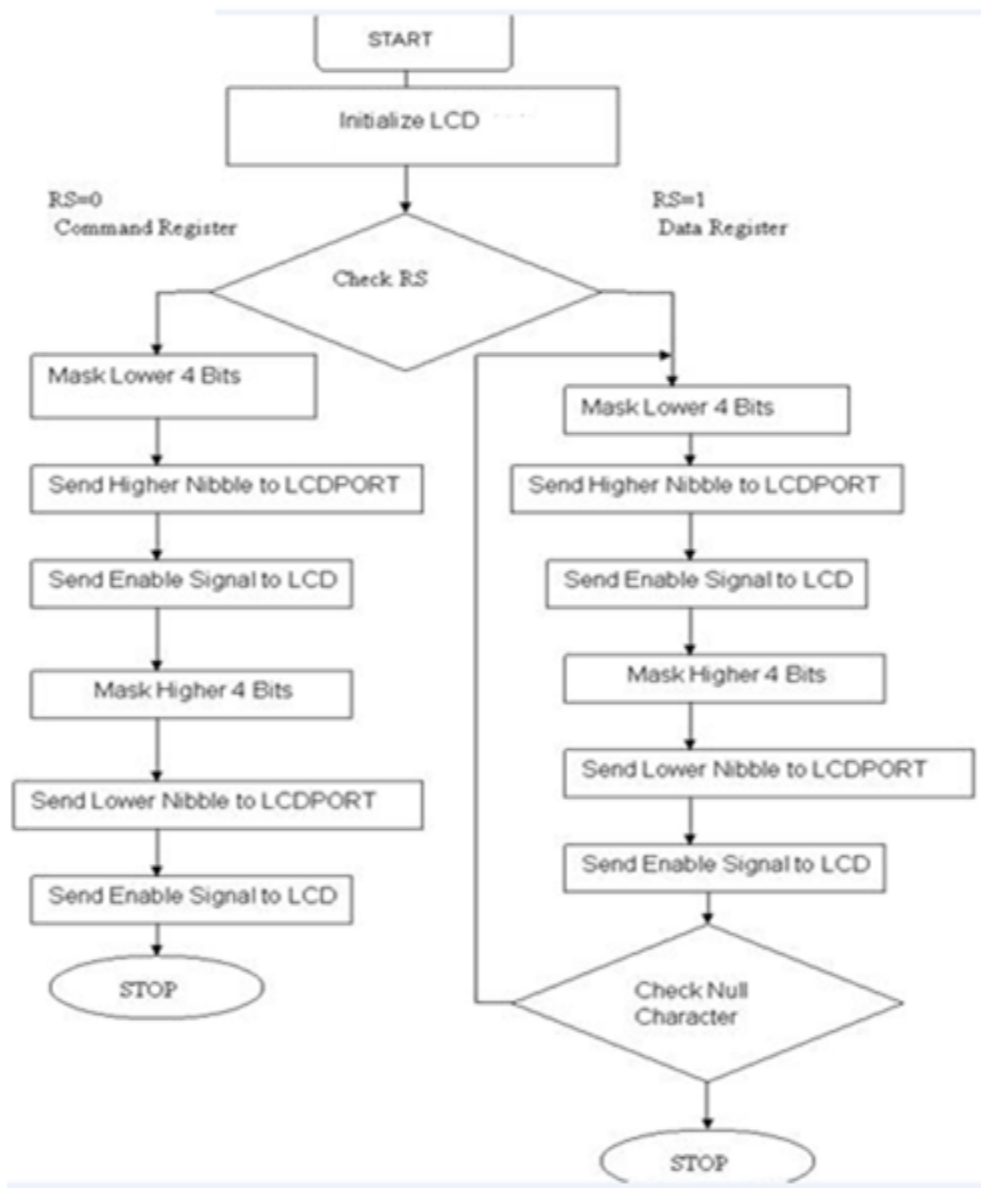 START
Initialize LCD
RS=0
Command Register
RS=1
Data Register
Check RS
Mask Lower 4 Bits
Send Higher Nibble to LCDPORT
Send Enable Signal to LCD
Mask Higher 4 Bits
Send Lower Nibble to LCDPORT
Send Enable Signal to LCD
STOP
Mask Lower 4 Bits
Send Higher Nibble to LCDPORT
Send Enable Signal to LCD
Mask Higher 4 Bits
Send Lower Nibble to LCDPORT
Send Enable Signal to LCD
Check Null
Character
STOP